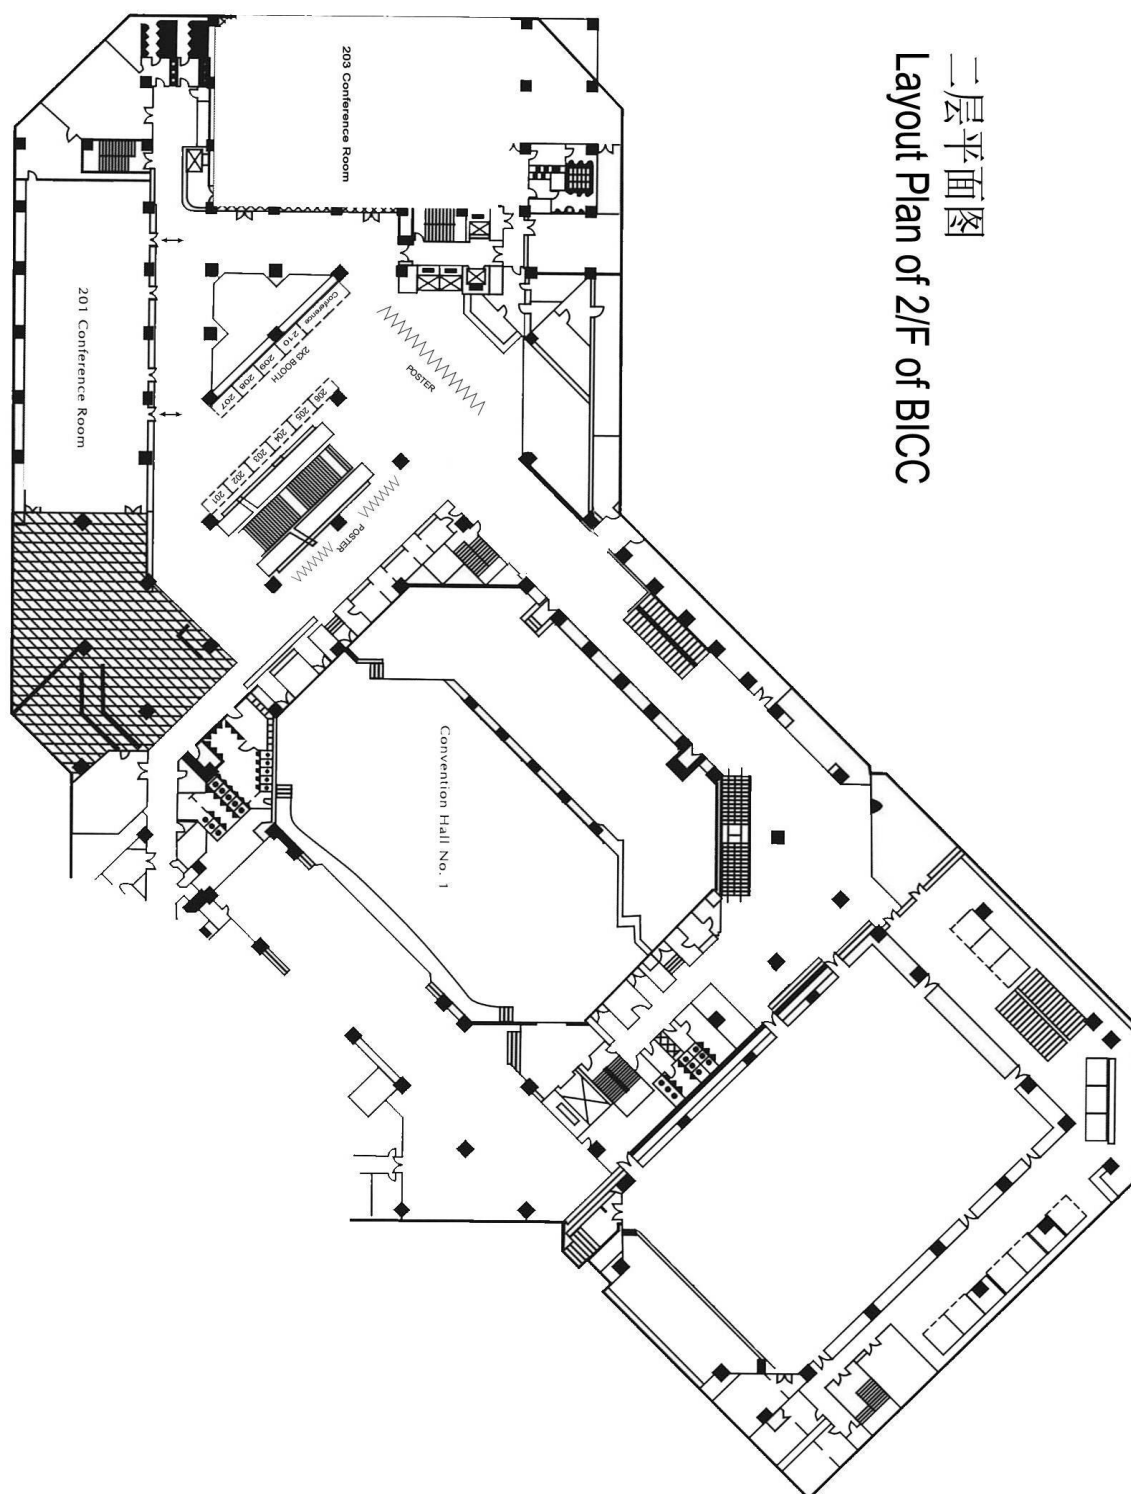 二层平面图
Layout Plan of 2/F of BICC
203 Conference Room
201 Conference Room
Conference
210
209
208
207
2X3 BOOTH
206
205
204
203
202
201
POSTER
POSTER
Convention Hall No. 1